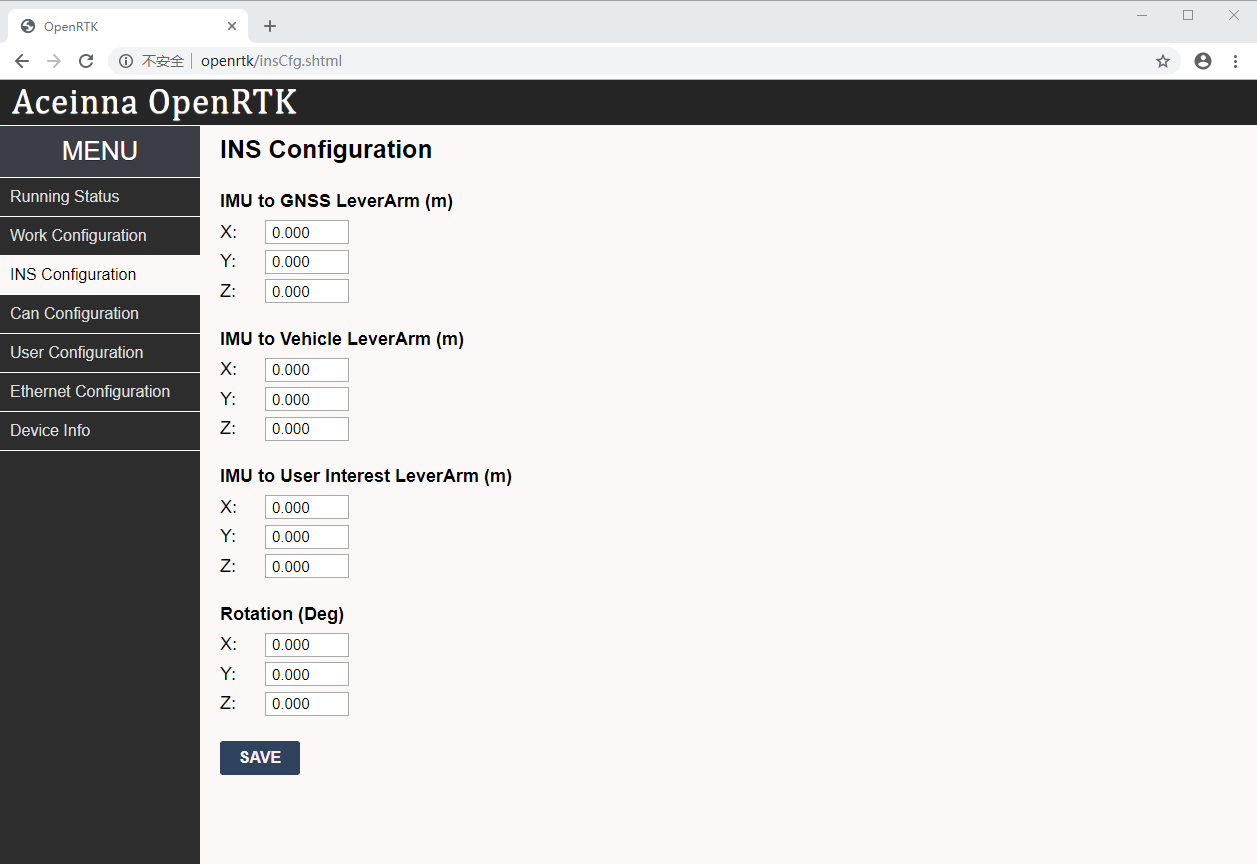 OpenRTK
不安全 openrtk/insCfg.shtml
Aceinna OpenRTK
MENU
Running Status
Work Configuration
INS Configuration
Can Configuration
User Configuration
Ethernet Configuration
Device Info
INS Configuration
IMU to GNSS LeverArm (m)
X: 0.000
Y: 0.000
Z: 0.000
IMU to Vehicle LeverArm (m)
X: 0.000
Y: 0.000
Z: 0.000
IMU to User Interest LeverArm (m)
X: 0.000
Y: 0.000
Z: 0.000
Rotation (Deg)
X: 0.000
Y: 0.000
Z: 0.000
SAVE